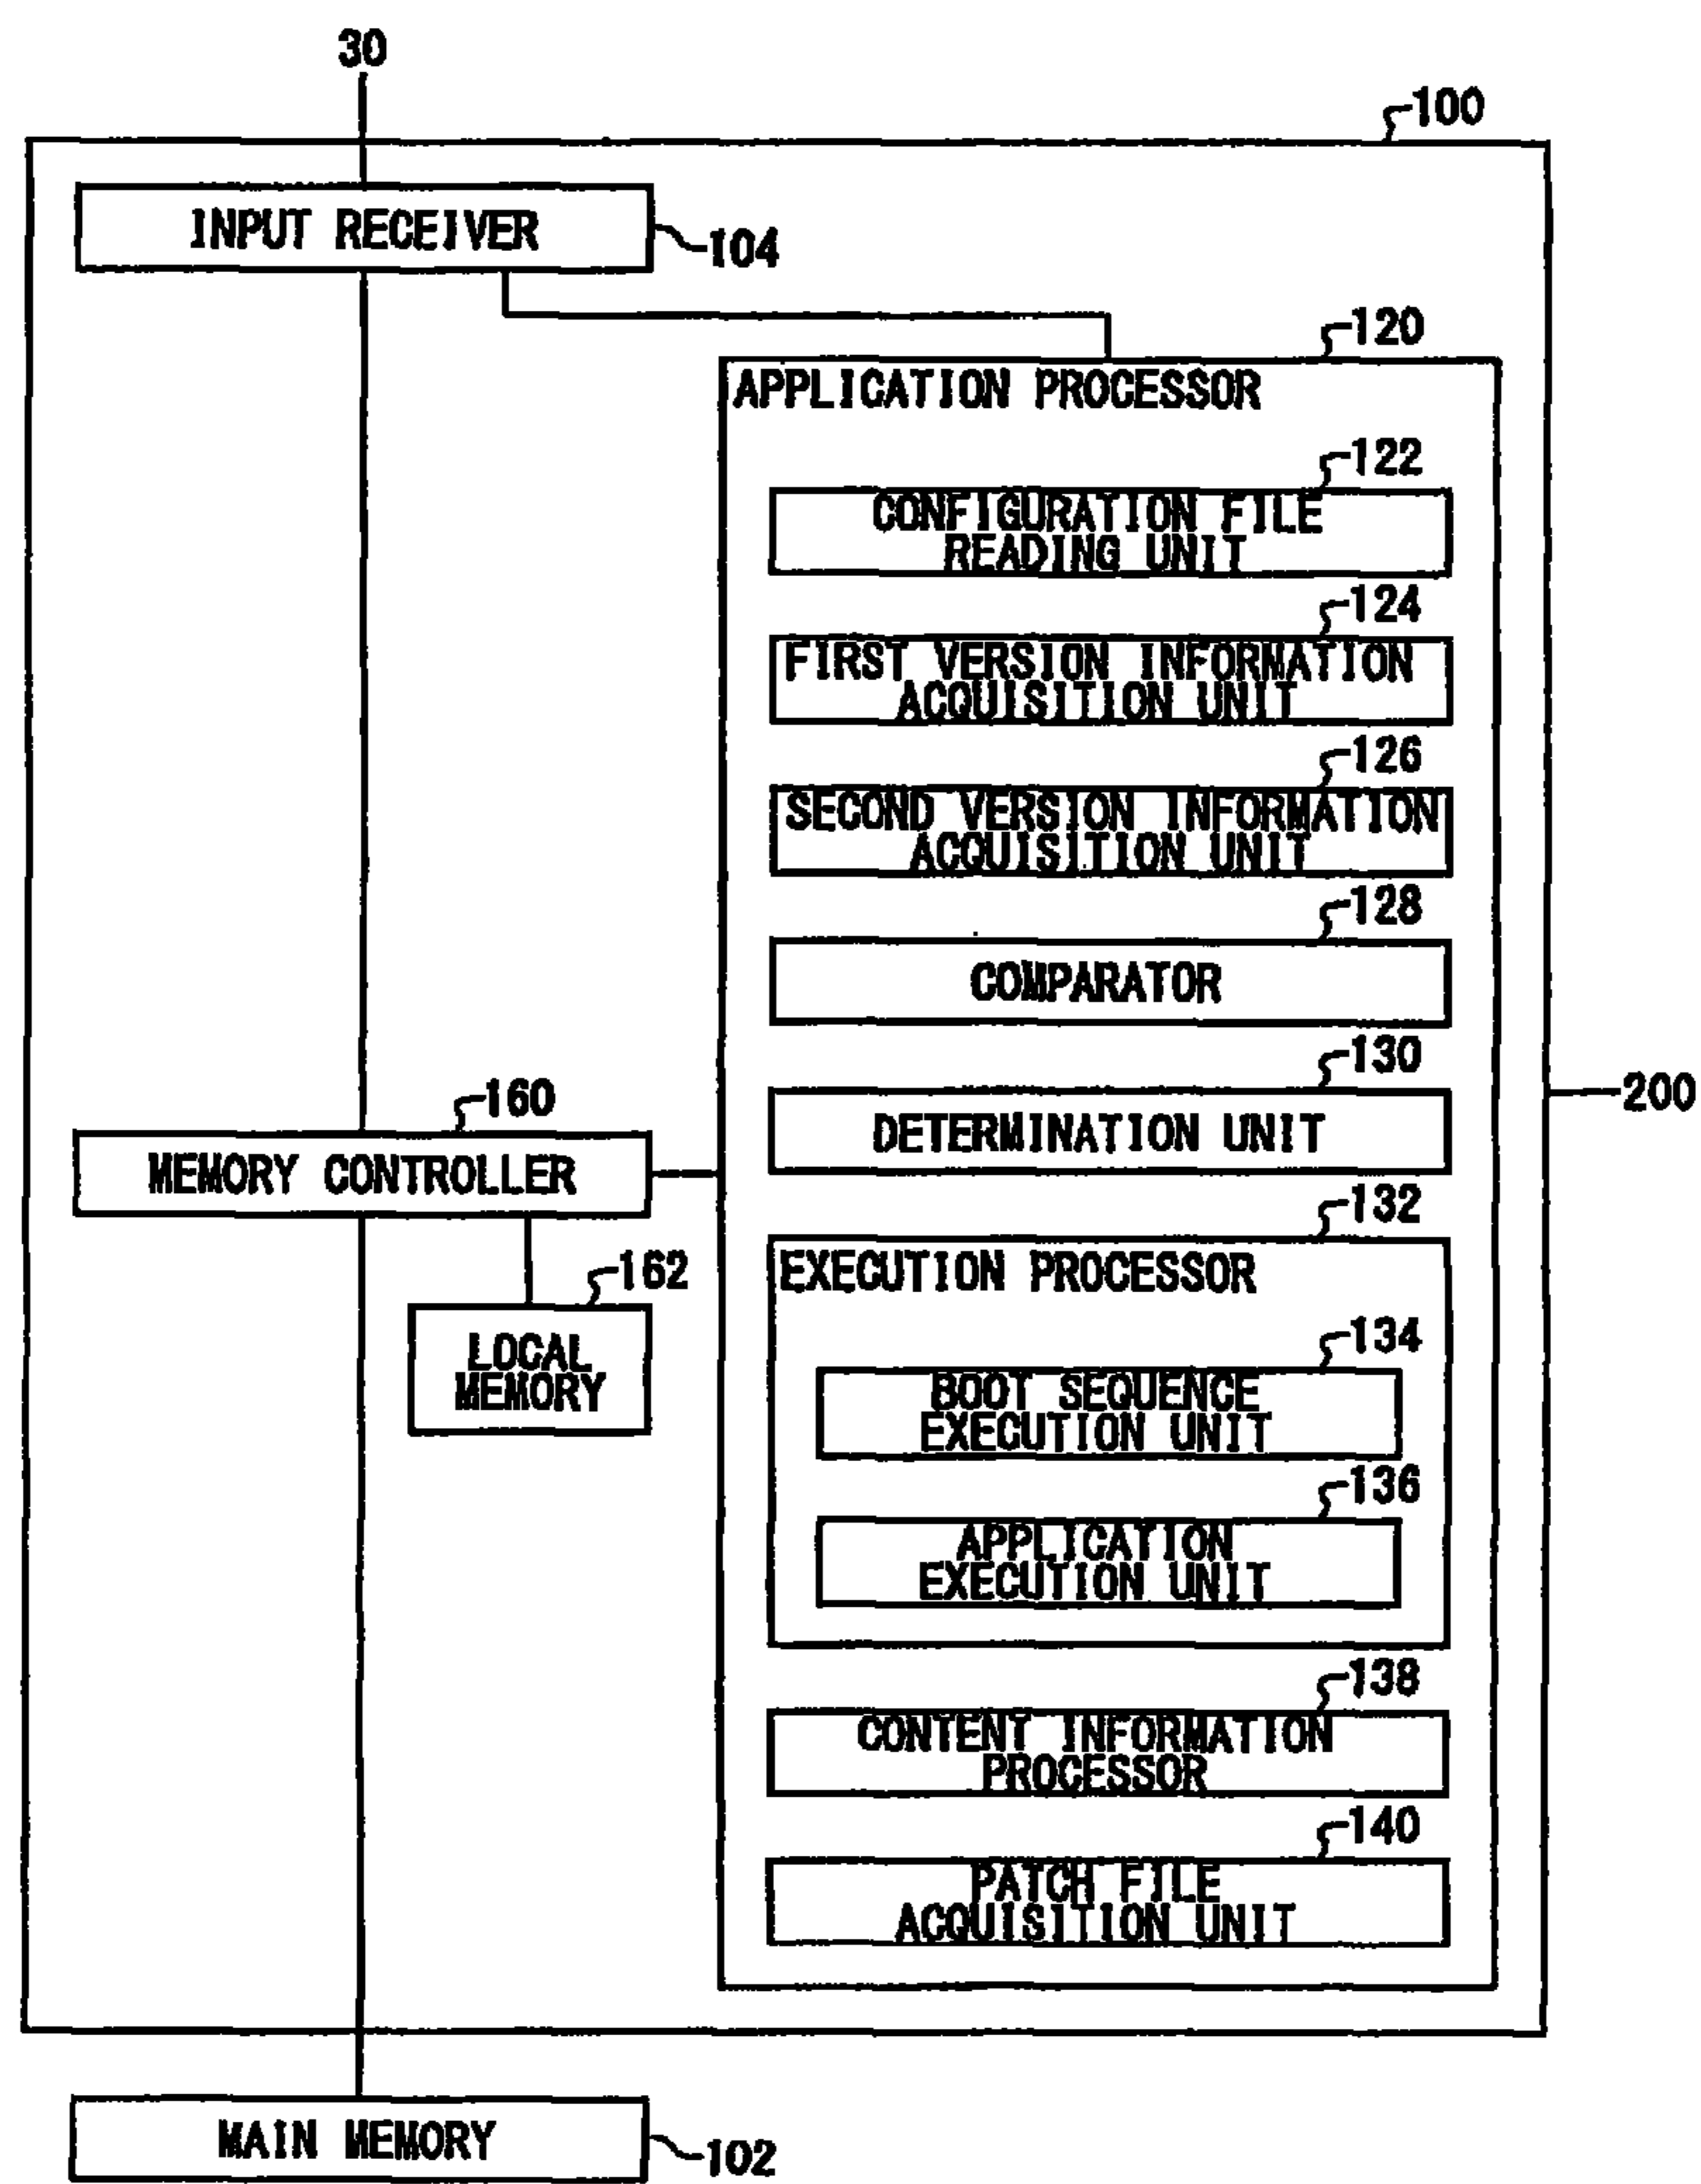 30
100
INPUT RECEIVER
104
120
APPLICATION PROCESSOR
122
CONFIGURATION FILE
READING UNIT
124
FIRST VERSION INFORMATION
ACQUISITION UNIT
126
SECOND VERSION INFORMATION
ACQUISITION UNIT
128
COMPARATOR
130
DETERMINATION UNIT
200
160
MEMORY CONTROLLER
132
EXECUTION PROCESSOR
162
LOCAL
MEMORY
134
BOOT SEQUENCE
EXECUTION UNIT
136
APPLICATION
EXECUTION UNIT
138
CONTENT INFORMATION
PROCESSOR
140
PATCH FILE
ACQUISITION UNIT
MAIN MEMORY
102